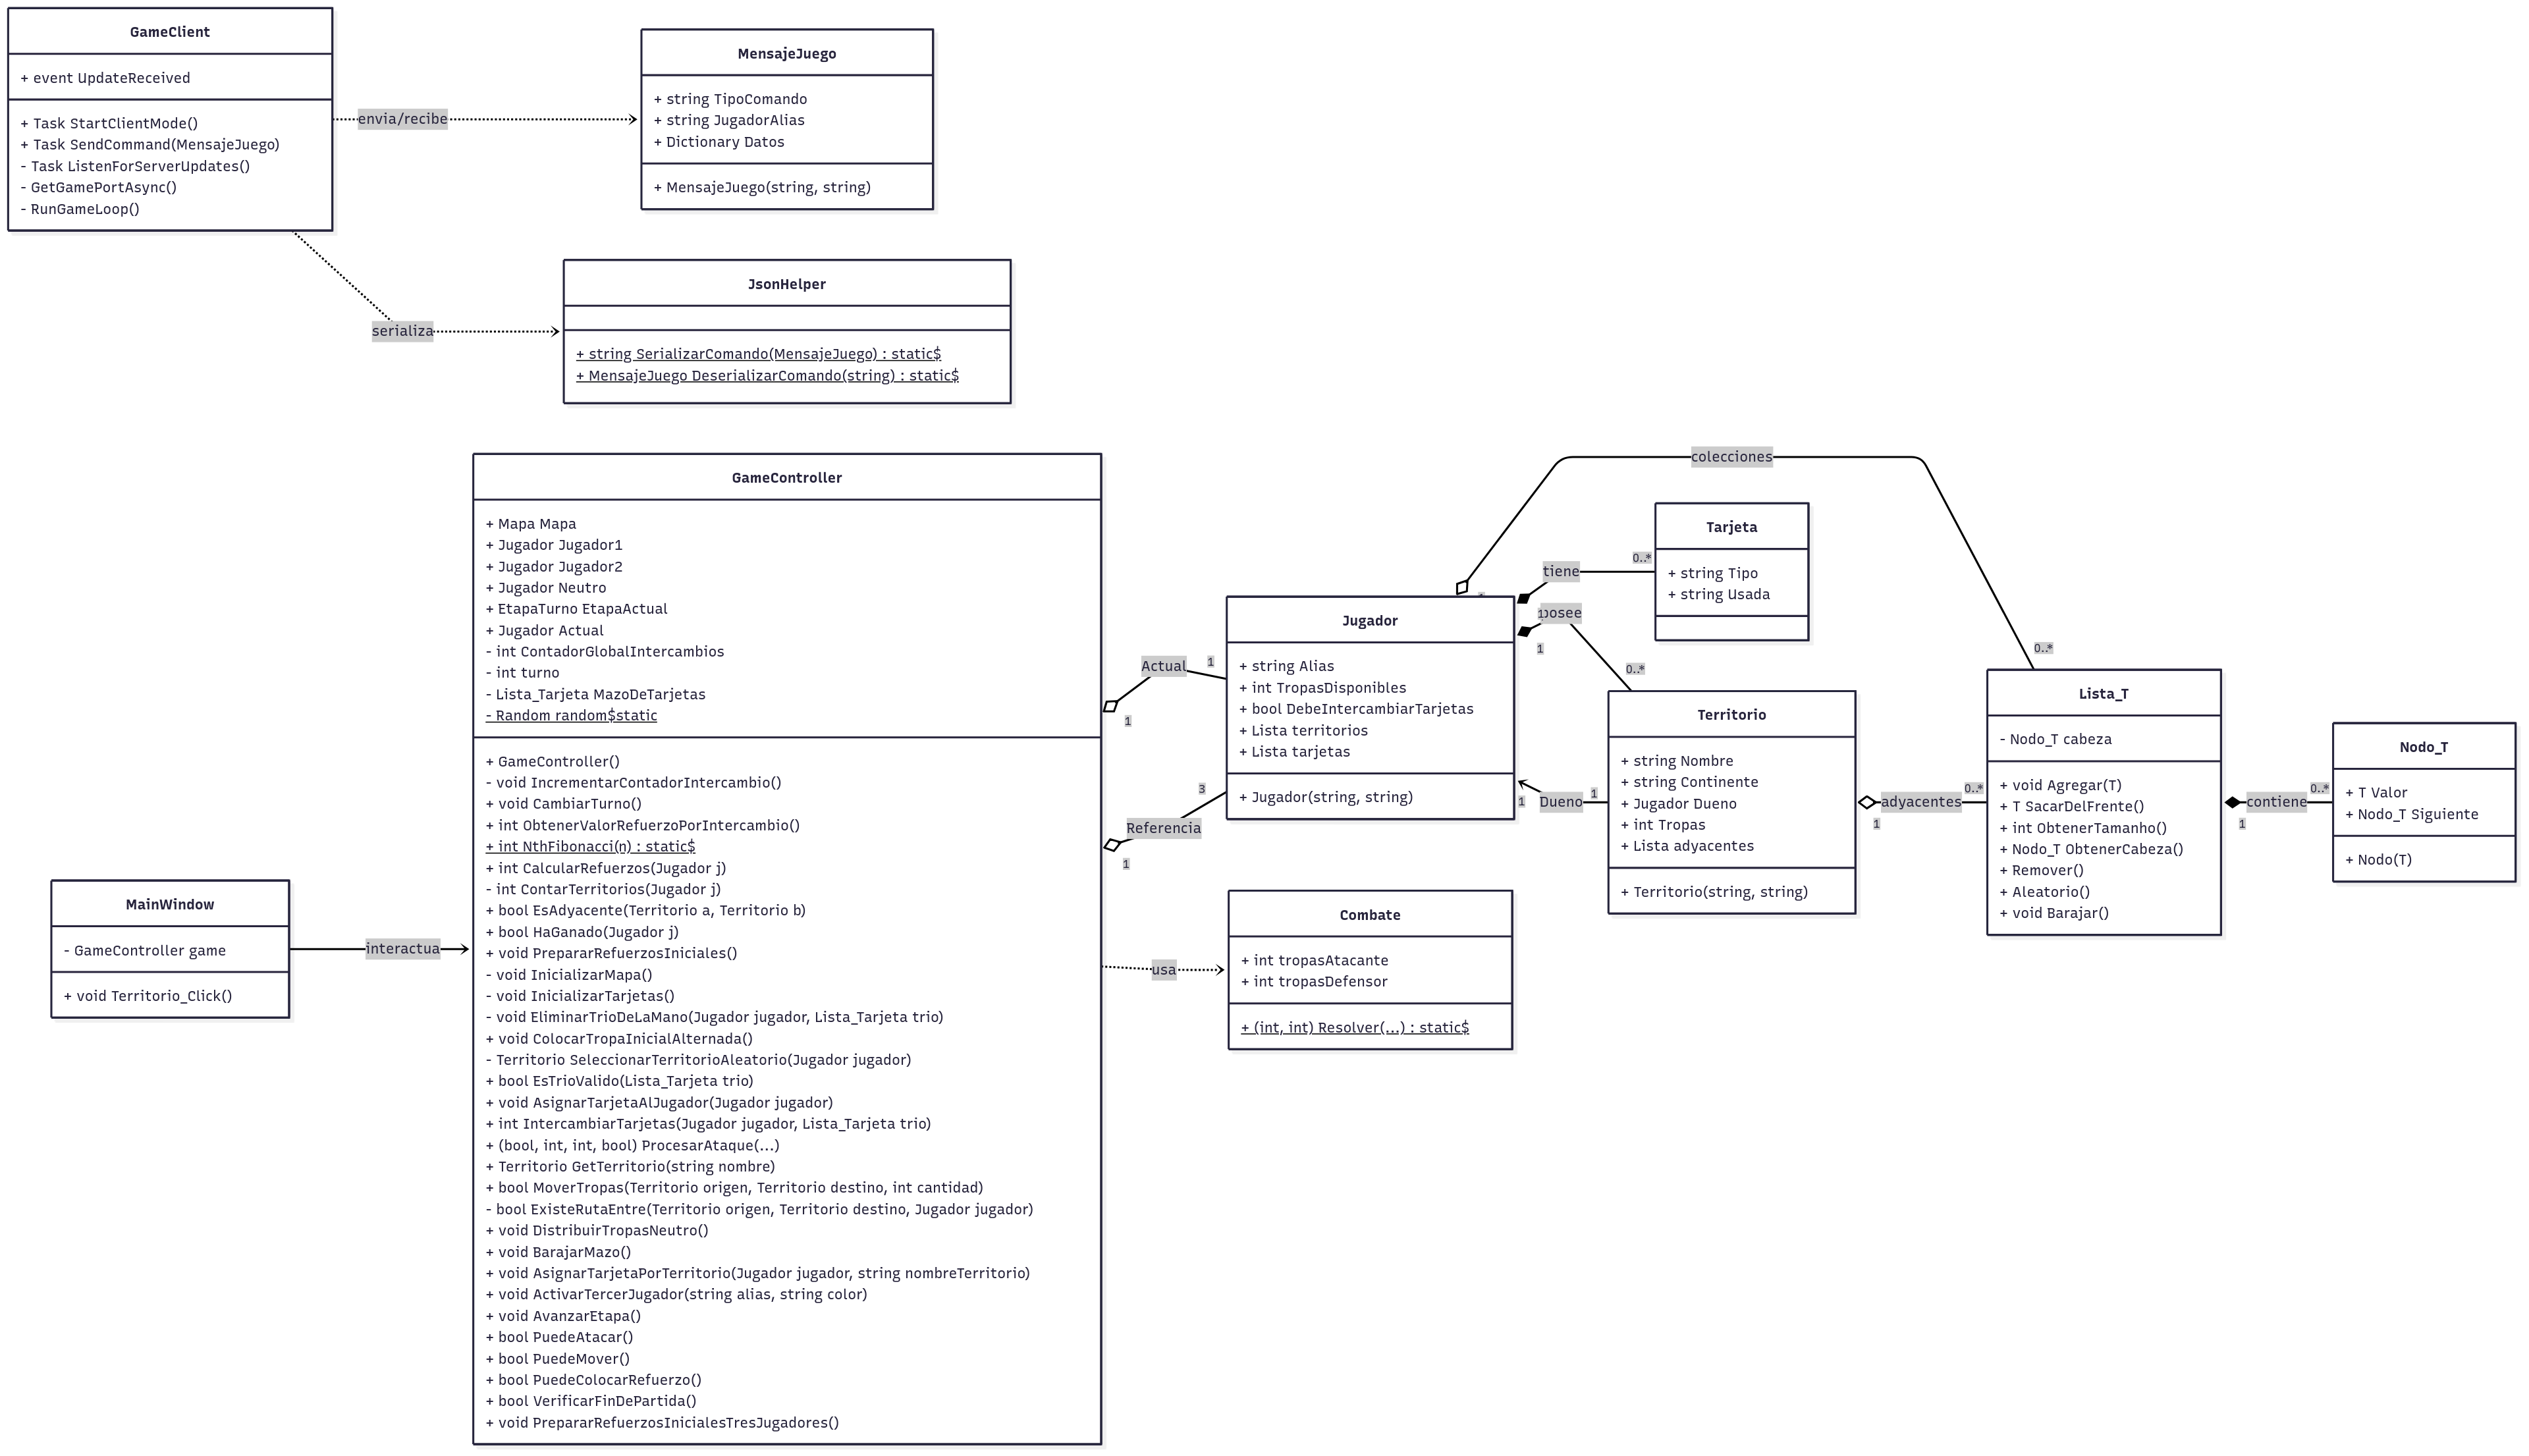 GameClient
+ event UpdateReceived
+ Task StartClientMode()
+ Task SendCommand(MensajeJuego)
- Task ListenForServerUpdates()
- GetGamePortAsync()
- RunGameLoop()
envia/recibe
MensajeJuego
+ string TipoComando
+ string JugadorAlias
+ Dictionary Datos
+ MensajeJuego(string, string)
serializa
JsonHelper
+ string SerializarComando(MensajeJuego) : static$
+ MensajeJuego DeserializarComando(string) : static$
MainWindow
- GameController game
+ void Territorio_Click()
interactua
GameController
+ Mapa Mapa
+ Jugador Jugador1
+ Jugador Jugador2
+ Jugador Neutro
+ EtapaTurno EtapaActual
+ Jugador Actual
- int ContadorGlobalIntercambios
- int turno
- Lista_Tarjeta MazoDeTarjetas
- Random random$static
+ GameController()
- void IncrementarContadorIntercambio()
+ void CambiarTurno()
+ int ObtenerValorRefuerzoPorIntercambio()
+ int NthFibonacci(n) : static$
+ int CalcularRefuerzos(Jugador j)
- int ContarTerritorios(Jugador j)
+ bool EsAdyacente(Territorio a, Territorio b)
+ bool HaGanado(Jugador j)
+ void PrepararRefuerzosIniciales()
- void InicializarMapa()
- void InicializarTarjetas()
- void EliminarTrioDeLaMano(Jugador jugador, Lista_Tarjeta trio)
+ void ColocarTropaInicialAlternada()
- Territorio SeleccionarTerritorioAleatorio(Jugador jugador)
+ bool EsTrioValido(Lista_Tarjeta trio)
+ void AsignarTarjetaAlJugador(Jugador jugador)
+ int IntercambiarTarjetas(Jugador jugador, Lista_Tarjeta trio)
+ (bool, int, int, bool) ProcesarAtaque(...)
+ Territorio GetTerritorio(string nombre)
+ bool MoverTropas(Territorio origen, Territorio destino, int cantidad)
- bool ExisteRutaEntre(Territorio origen, Territorio destino, Jugador jugador)
+ void DistribuirTropasNeutro()
+ void BarajarMazo()
+ void AsignarTarjetaPorTerritorio(Jugador jugador, string nombreTerritorio)
+ void ActivarTercerJugador(string alias, string color)
+ void AvanzarEtapa()
+ bool PuedeAtacar()
+ bool PuedeMover()
+ bool PuedeColocarRefuerzo()
+ bool VerificarFinDePartida()
+ void PrepararRefuerzosInicialesTresJugadores()
Actual
1
1
Referencia
3
1
usa
Jugador
+ string Alias
+ int TropasDisponibles
+ bool DebeIntercambiarTarjetas
+ Lista territorios
+ Lista tarjetas
+ Jugador(string, string)
Combate
+ int tropasAtacante
+ int tropasDefensor
+ (int, int) Resolver(...) : static$
colecciones
0..*
tiene
0..*
1
posee
1
0..*
Dueno
1
1
Tarjeta
+ string Tipo
+ string Usada
Territorio
+ string Nombre
+ string Continente
+ Jugador Dueno
+ int Tropas
+ Lista adyacentes
+ Territorio(string, string)
adyacentes
1
0..*
Lista_T
- Nodo_T cabeza
+ void Agregar(T)
+ T SacarDelFrente()
+ int ObtenerTamanho()
+ Nodo_T ObtenerCabeza()
+ Remover()
+ Aleatorio()
+ void Barajar()
contiene
1
0..*
Nodo_T
+ T Valor
+ Nodo_T Siguiente
+ Nodo(T)